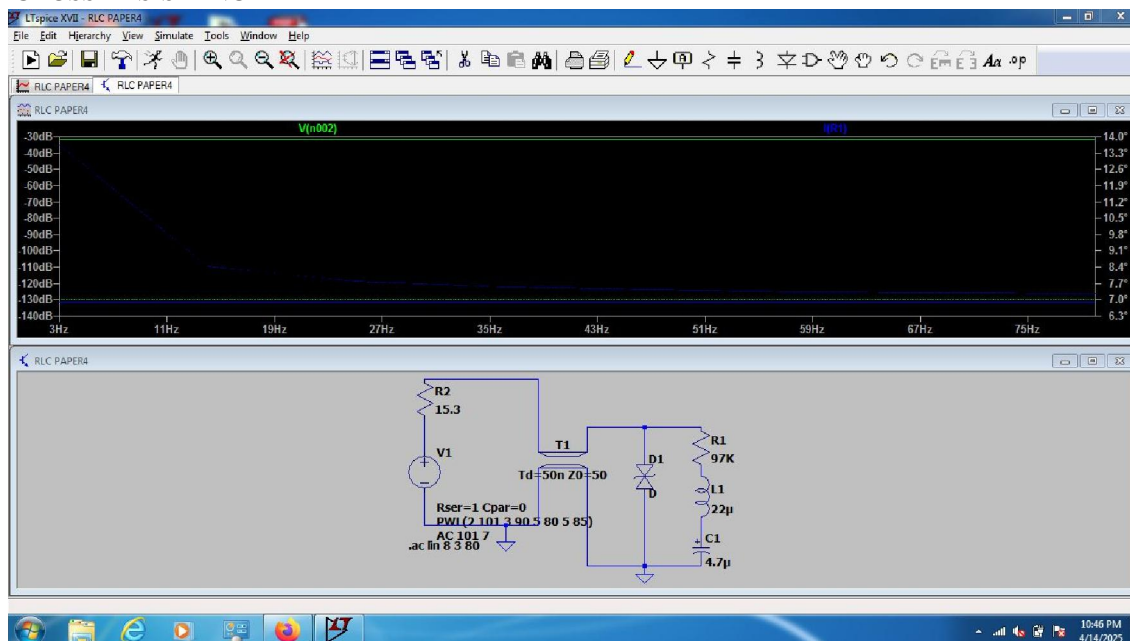 LTspice XVII - RLC PAPER4
File Edit Hierarchy View Simulate Tools Window Help
RLC PAPER4 RLC PAPER4
RLC PAPER4
V(n002) I(R1)
-30dB 14.0°
-40dB 13.3°
-50dB 12.6°
-60dB 11.9°
-70dB 11.2°
-80dB 10.5°
-90dB 9.8°
-100dB 9.1°
-110dB 8.4°
-120dB 7.7°
-130dB 7.0°
-140dB 6.3°
3Hz 11Hz 19Hz 27Hz 35Hz 43Hz 51Hz 59Hz 67Hz 75Hz
RLC PAPER4
R2
15.3
V1
T1
Td=50n Z0=50
D1
D
R1
97K
L1
22µ
C1
4.7µ
Rser=1 Cpar=0
PWL(2 101 3 90 5 80 5 85)
AC 101 7
.ac lin 8 3 80
10:46 PM
4/14/2025